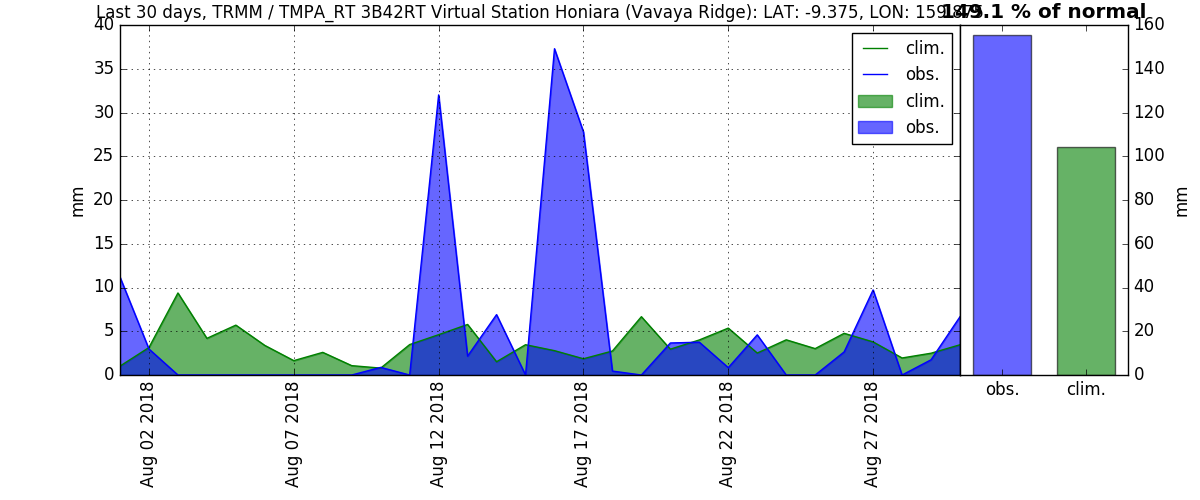 Last 30 days, TRMM / TMPA_RT 3B42RT Virtual Station Honiara (Vavaya Ridge): LAT: -9.375, LON:
149.1 % of normal
40
35
30
25
20
15
10
5
0
mm
clim.
obs.
clim.
obs.
Aug 02 2018
Aug 07 2018
Aug 12 2018
Aug 17 2018
Aug 22 2018
Aug 27 2018
160
140
120
100
80
60
40
20
0
mm
obs.
clim.